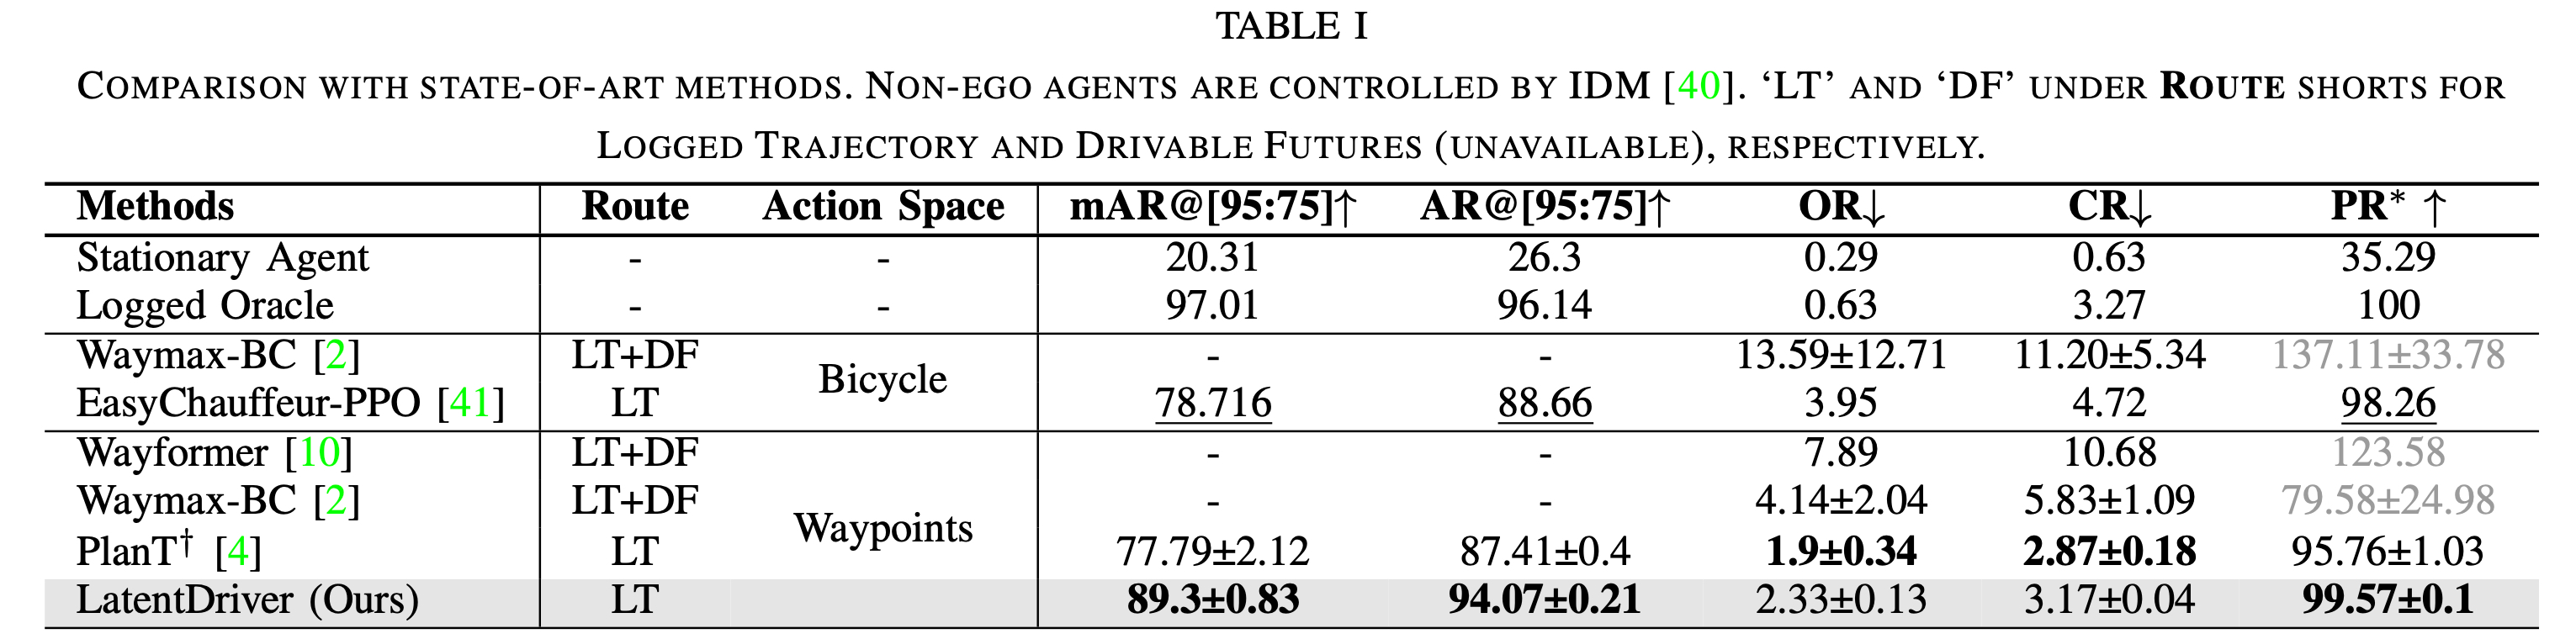 TABLE I
COMPARISON WITH STATE-OF-ART METHODS. NON-EGO AGENTS ARE CONTROLLED BY IDM [40]. ‘LT’ AND ‘DF’ UNDER ROUTE SHORTS FOR
LOGGED TRAJECTORY AND DRIVABLE FUTURES (UNAVAILABLE), RESPECTIVELY.
Methods Route Action Space mAR@[95:75]↑ AR@[95:75]↑ OR↓ CR↓ PR* ↑
Stationary Agent - - 20.31 26.3 0.29 0.63 35.29
Logged Oracle - - 97.01 96.14 0.63 3.27 100
Waymax-BC [2] LT+DF - - 13.59±12.71 11.20±5.34 137.11±33.78
Bicycle
EasyChauffeur-PPO [41] LT 78.716 88.66 3.95 4.72 98.26
Wayformer [10] LT+DF - - 7.89 10.68 123.58
Waymax-BC [2] LT+DF - - 4.14±2.04 5.83±1.09 79.58±24.98
Waypoints
PlanT† [4] LT 77.79±2.12 87.41±0.4 1.9±0.34 2.87±0.18 95.76±1.03
LatentDriver (Ours) LT 89.3±0.83 94.07±0.21 2.33±0.13 3.17±0.04 99.57±0.1